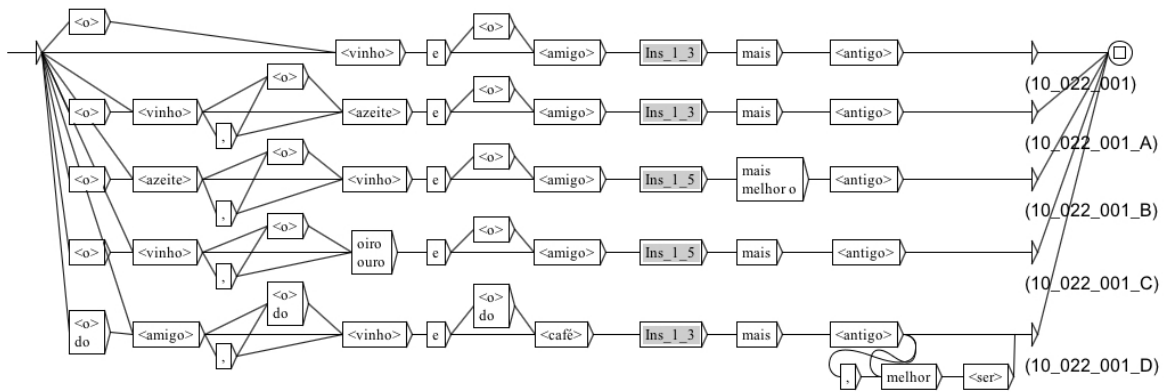 <o>
<vinho> e <o> <amigo> Ins_1_3 mais <antigo>
(10_022_001)
<o> <vinho> , <o> <azeite> e <o> <amigo> Ins_1_3 mais <antigo>
(10_022_001_A)
<o> <azeite> , <o> <vinho> e <o> <amigo> Ins_1_5 mais
melhor o <antigo>
(10_022_001_B)
<o> <vinho> , <o> oiro
ouro e <o> <amigo> Ins_1_5 mais <antigo>
(10_022_001_C)
<o>
do <amigo> , <o>
do <vinho> e <o>
do <café> Ins_1_3 mais <antigo>
, melhor <ser>
(10_022_001_D)